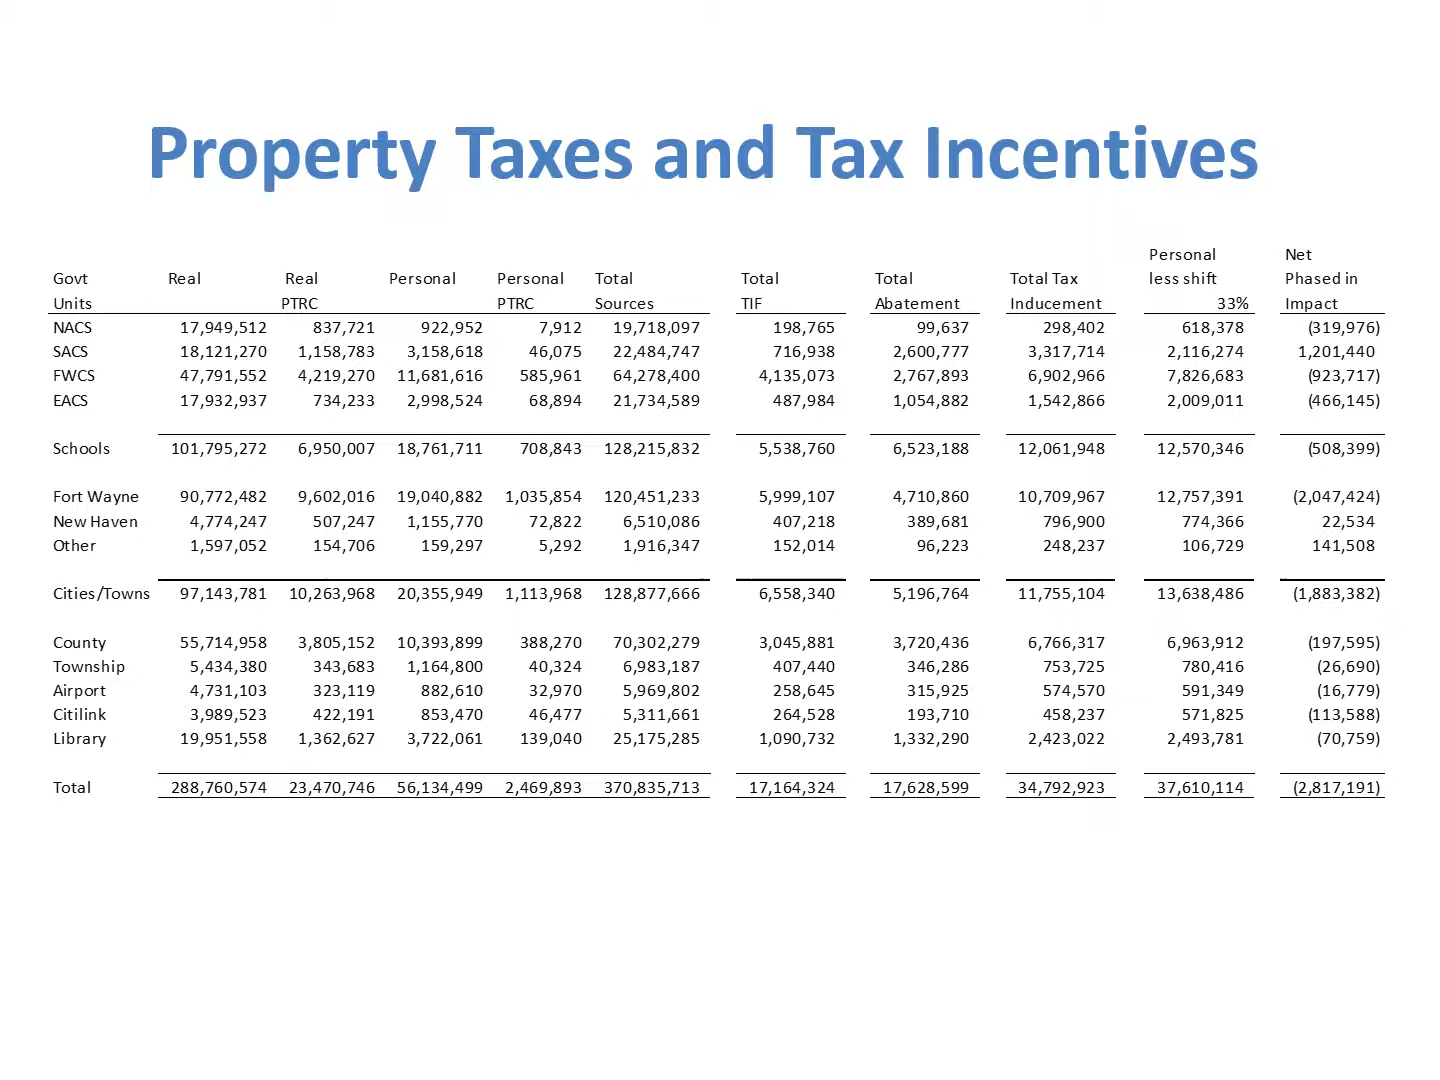 Property Taxes and Tax Incentives
Personal Net
Govt Real Real Personal Personal Total Total Total Total Tax less shift Phased in
Units PTRC PTRC Sources TIF Abatement Inducement 33% Impact
NACS 17,949,512 837,721 922,952 7,912 19,718,097 198,765 99,637 298,402 618,378 (319,976)
SACS 18,121,270 1,158,783 3,158,618 46,075 22,484,747 716,938 2,600,777 3,317,714 2,116,274 1,201,440
FWCS 47,791,552 4,219,270 11,681,616 585,961 64,278,400 4,135,073 2,767,893 6,902,966 7,826,683 (923,717)
EACS 17,932,937 734,233 2,998,524 68,894 21,734,589 487,984 1,054,882 1,542,866 2,009,011 (466,145)
Schools 101,795,272 6,950,007 18,761,711 708,843 128,215,832 5,538,760 6,523,188 12,061,948 12,570,346 (508,399)
Fort Wayne 90,772,482 9,602,016 19,040,882 1,035,854 120,451,233 5,999,107 4,710,860 10,709,967 12,757,391 (2,047,424)
New Haven 4,774,247 507,247 1,155,770 72,822 6,510,086 407,218 389,681 796,900 774,366 22,534
Other 1,597,052 154,706 159,297 5,292 1,916,347 152,014 96,223 248,237 106,729 141,508
Cities/Towns 97,143,781 10,263,968 20,355,949 1,113,968 128,877,666 6,558,340 5,196,764 11,755,104 13,638,486 (1,883,382)
County 55,714,958 3,805,152 10,393,899 388,270 70,302,279 3,045,881 3,720,436 6,766,317 6,963,912 (197,595)
Township 5,434,380 343,683 1,164,800 40,324 6,983,187 407,440 346,286 753,725 780,416 (26,690)
Airport 4,731,103 323,119 882,610 32,970 5,969,802 258,645 315,925 574,570 591,349 (16,779)
Citilink 3,989,523 422,191 853,470 46,477 5,311,661 264,528 193,710 458,237 571,825 (113,588)
Library 19,951,558 1,362,627 3,722,061 139,040 25,175,285 1,090,732 1,332,290 2,423,022 2,493,781 (70,759)
Total 288,760,574 23,470,746 56,134,499 2,469,893 370,835,713 17,164,324 17,628,599 34,792,923 37,610,114 (2,817,191)